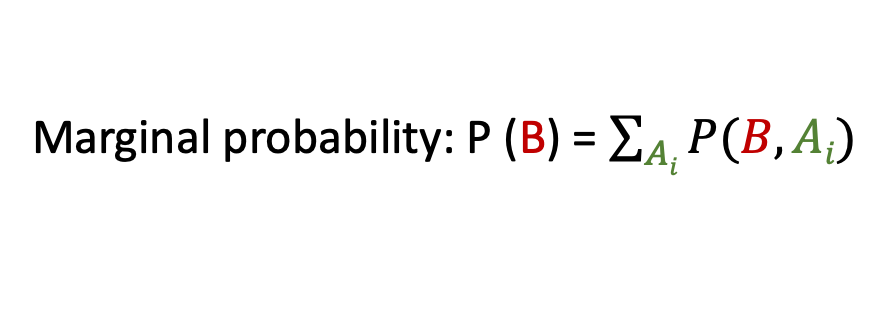 Marginal probability: P (B) = ∑_{A_i} P(B, A_i)